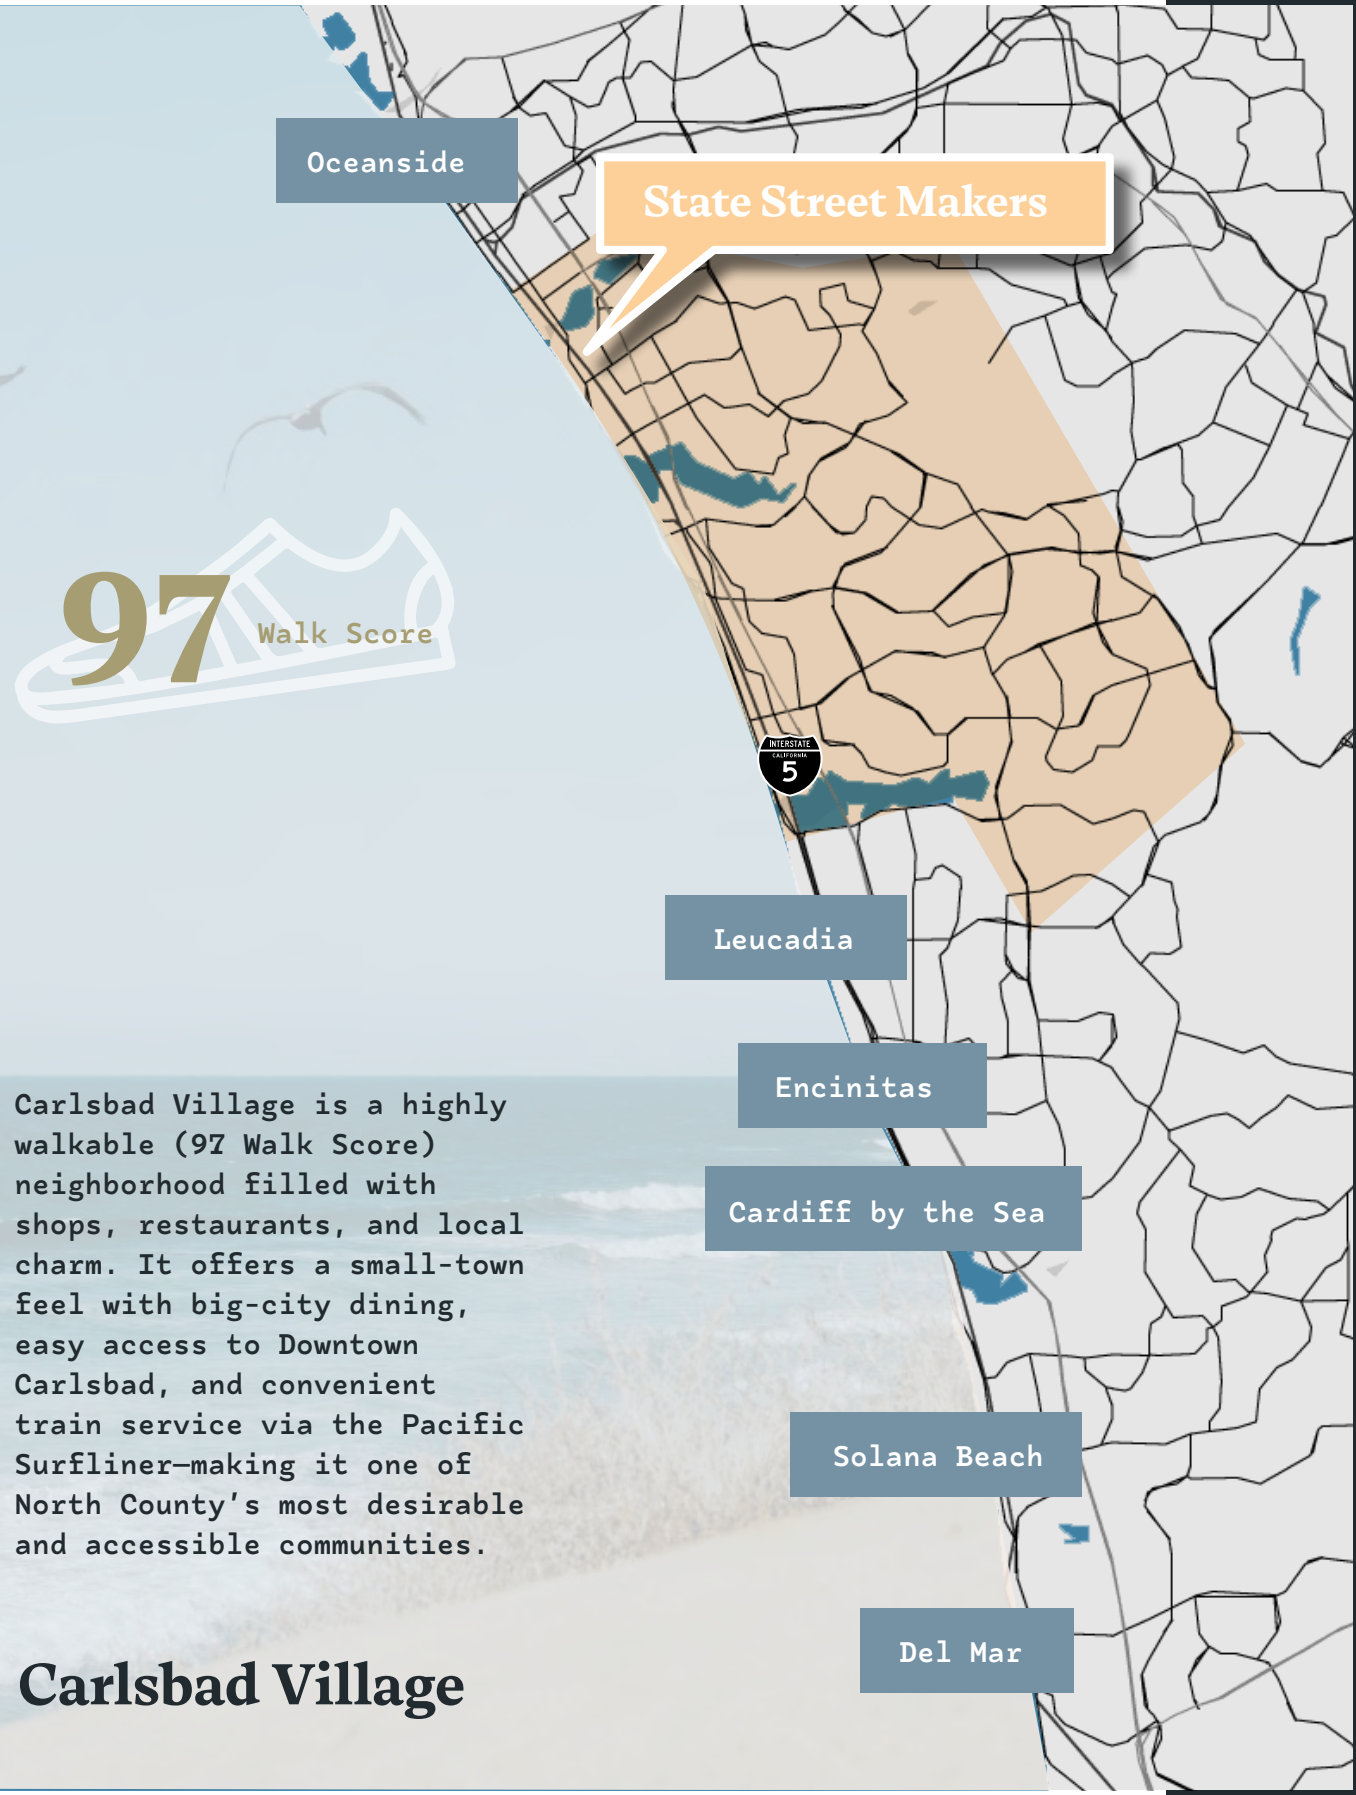 Oceanside
State Street Makers
97
Walk Score
INTERSTATE
CALIFORNIA
5
Leucadia
Encinitas
Cardiff by the Sea
Solana Beach
Del Mar
Carlsbad Village is a highly
walkable (97 Walk Score)
neighborhood filled with
shops, restaurants, and local
charm. It offers a small-town
feel with big-city dining,
easy access to Downtown
Carlsbad, and convenient
train service via the Pacific
Surfliner—making it one of
North County's most desirable
and accessible communities.
Carlsbad Village